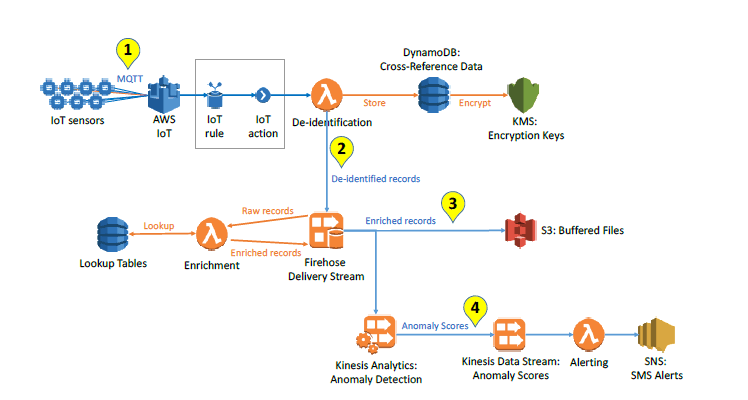 1
MQTT
IoT sensors
AWS
IoT
IoT
rule
IoT
action
De-identification
Store
DynamoDB:
Cross-Reference Data
Encrypt
KMS:
Encryption Keys
2
De-identified records
Lookup
Lookup Tables
Raw records
Enriched records
Enrichment
Firehose
Delivery Stream
Enriched records
3
S3: Buffered Files
Kinesis Analytics:
Anomaly Detection
Anomaly Scores
4
Kinesis Data Stream:
Anomaly Scores
Alerting
SNS:
SMS Alerts